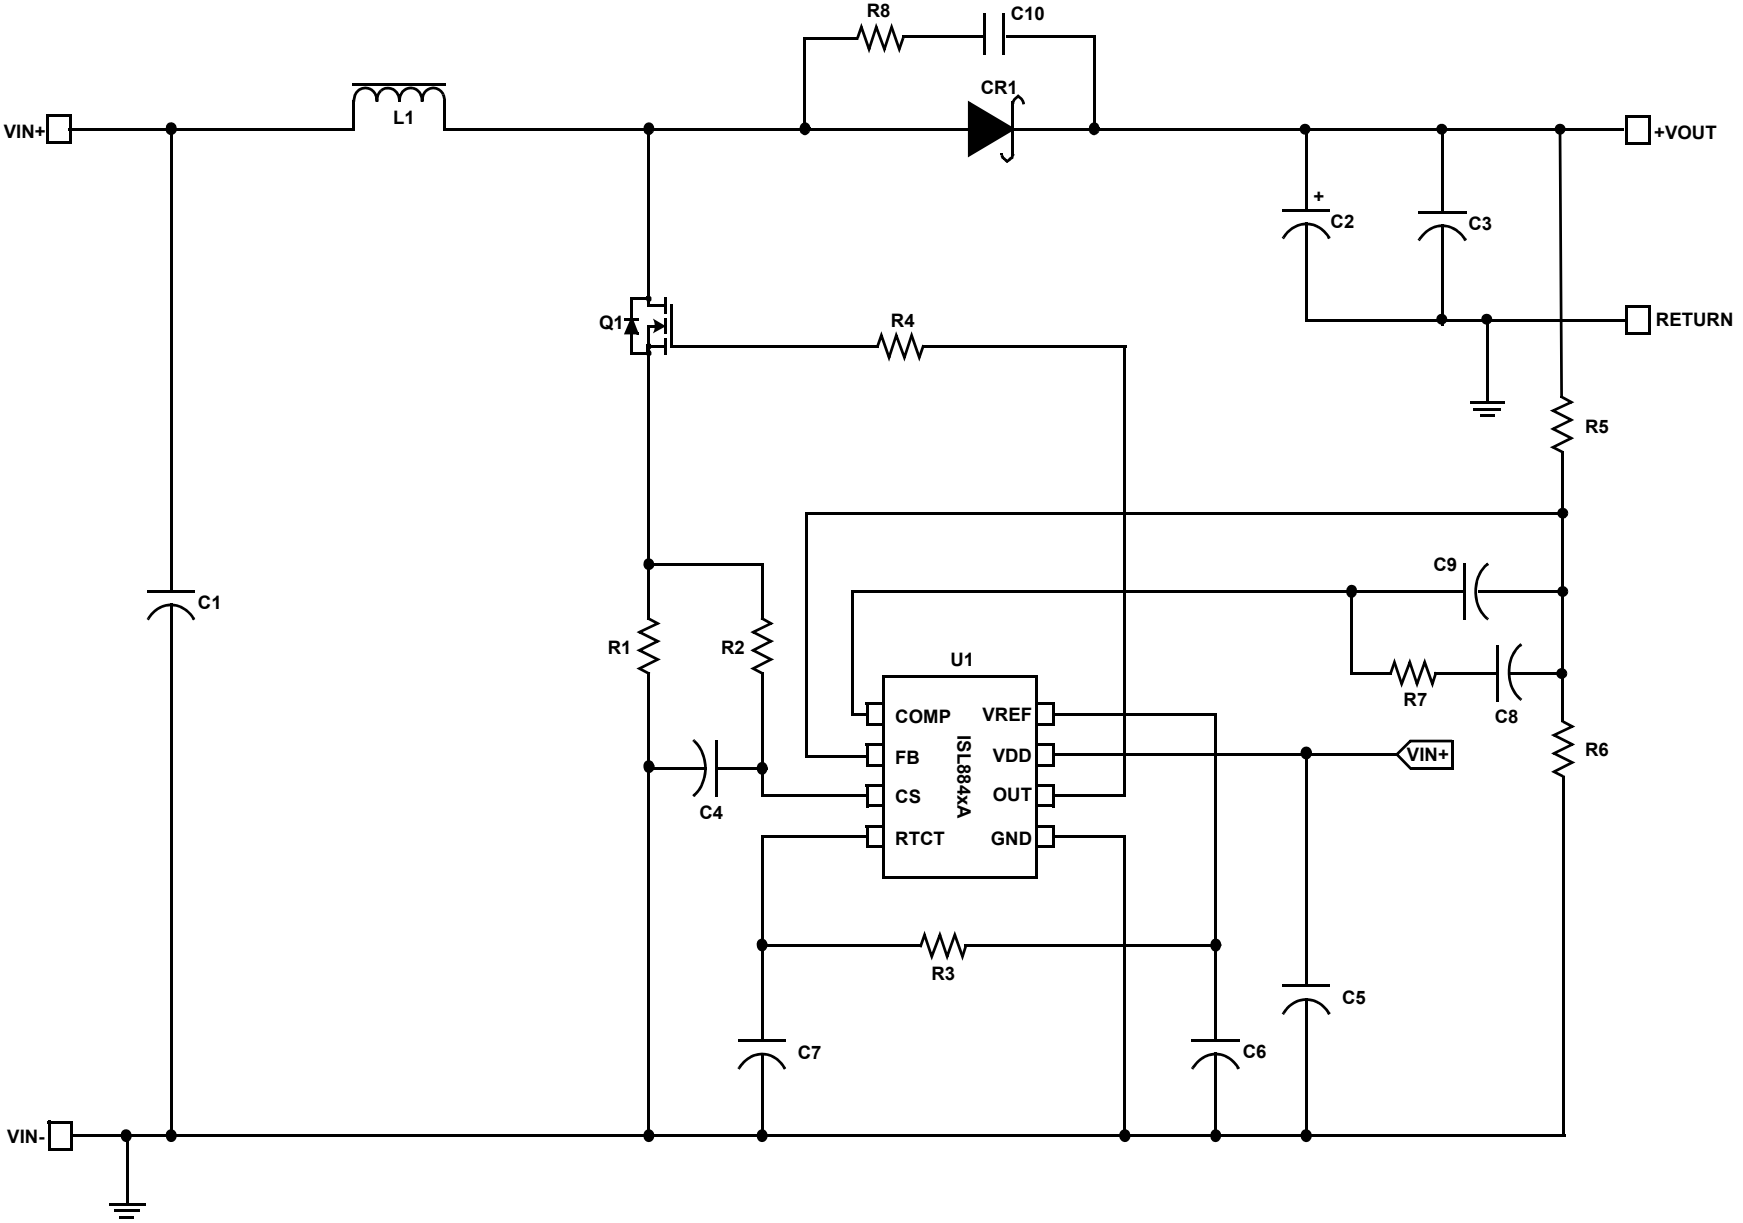 R8
C10
CR1
VIN+
L1
+VOUT
+
C2
C3
Q1
R4
RETURN
R5
C9
C1
R1
R2
U1
R7
C8
COMP
VREF
FB
VDD
VIN+
R6
CS
OUT
C4
RTCT
GND
ISL884xA
R3
C5
C7
C6
VIN-